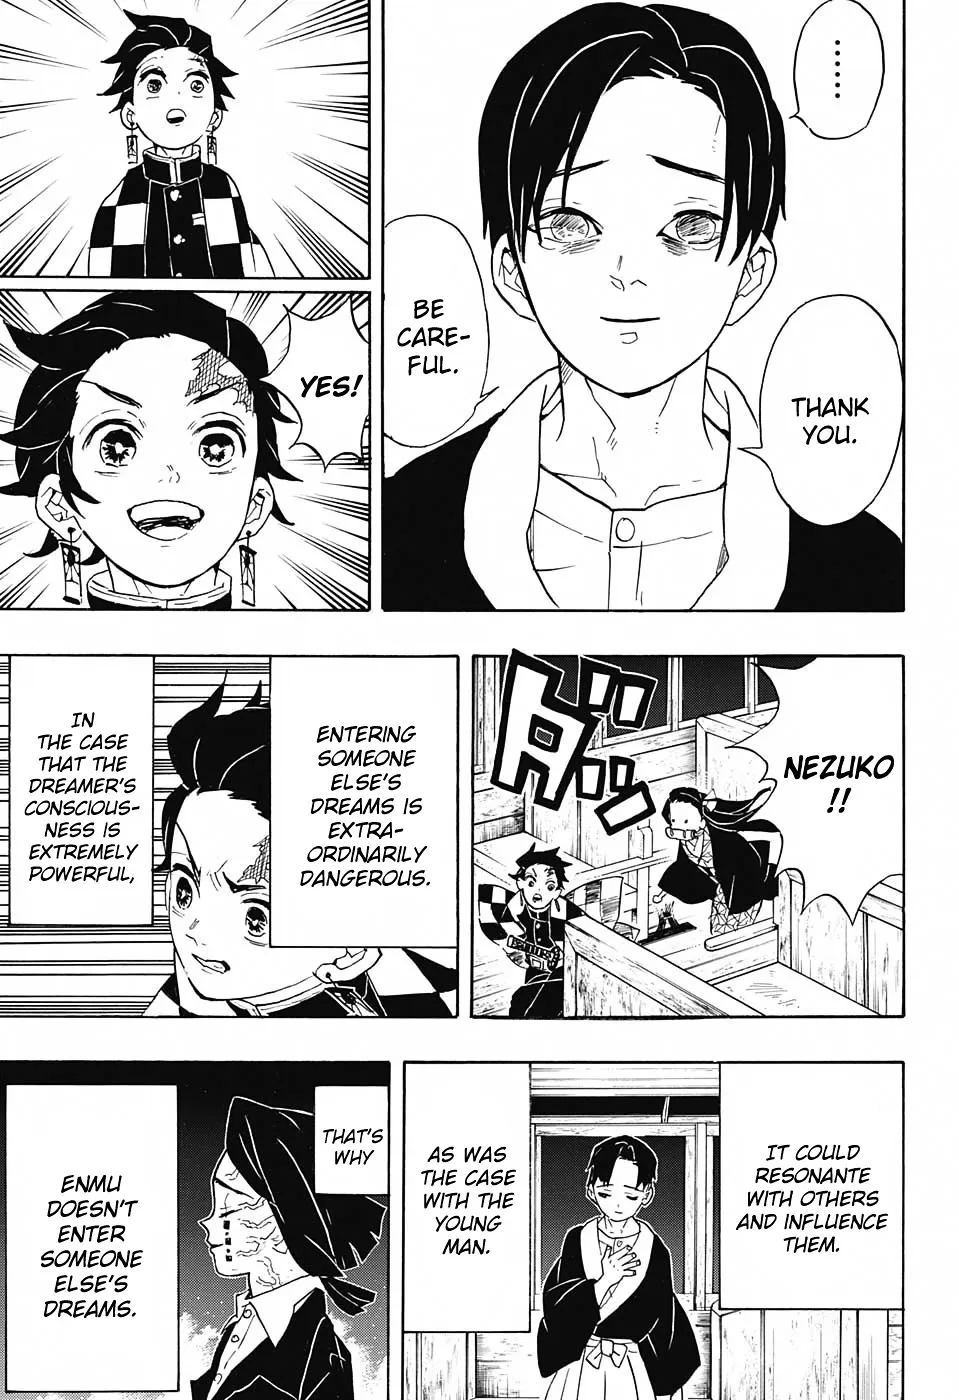 ........
THANK
YOU.
BE
CARE-
FUL.
YES!
NEZUKO
!!
ダッ
ENTERING
SOMEONE
ELSE'S
DREAMS IS
EXTRA-
ORDINARILY
DANGEROUS.
IN
THE CASE
THAT THE
DREAMER'S
CONSCIOUS-
NESS IS
EXTREMELY
POWERFUL,
IT COULD
RESONANTE
WITH OTHERS
AND INFLUENCE
THEM.
AS WAS
THE CASE
WITH THE
YOUNG
MAN.
THAT'S
WHY
ENMU
DOESN'T
ENTER
SOMEONE
ELSE'S
DREAMS.